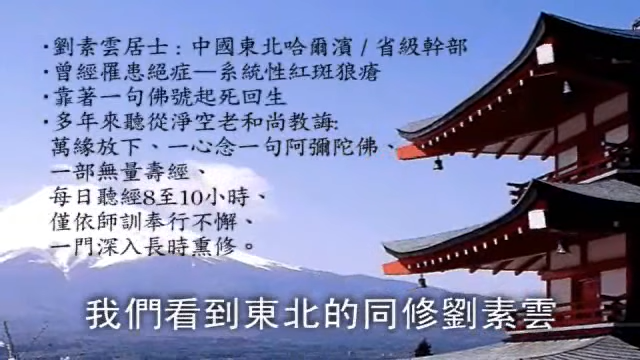 ·劉素雲居士：中國東北哈爾濱 / 省級幹部
·曾經罹患絕症—系統性紅斑狼瘡
·靠著一句佛號起死回生
·多年來聽從淨空老和尚教誨:
萬緣放下、一心念一句阿彌陀佛、
一部無量壽經、
每日聽經8至10小時、
僅依師訓奉行不懈、
一門深入長時熏修。
我們看到東北的同修劉素雲